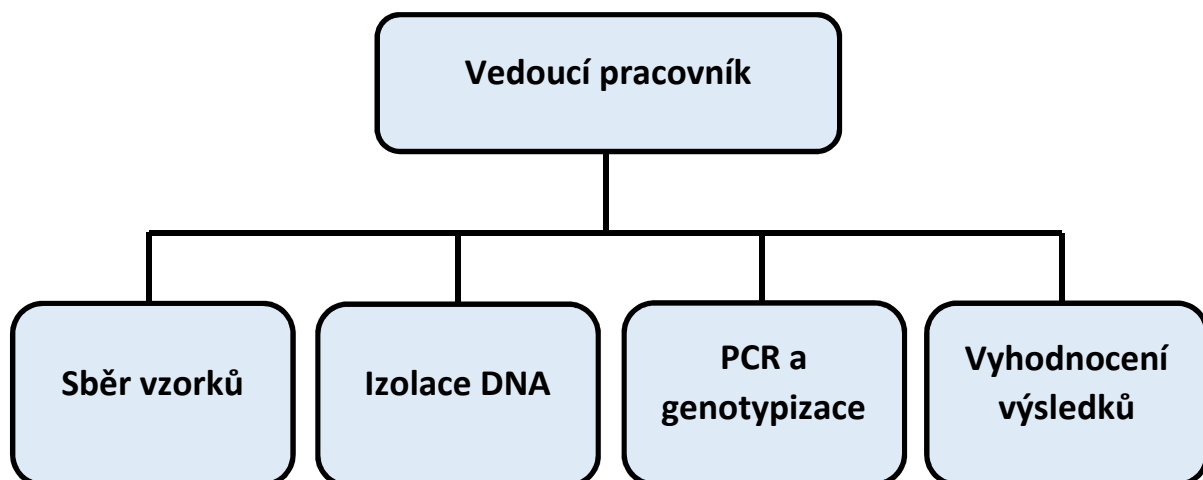 Vedoucí pracovník
Sběr vzorků
Izolace DNA
PCR a
genotypizace
Vyhodnocení
výsledků